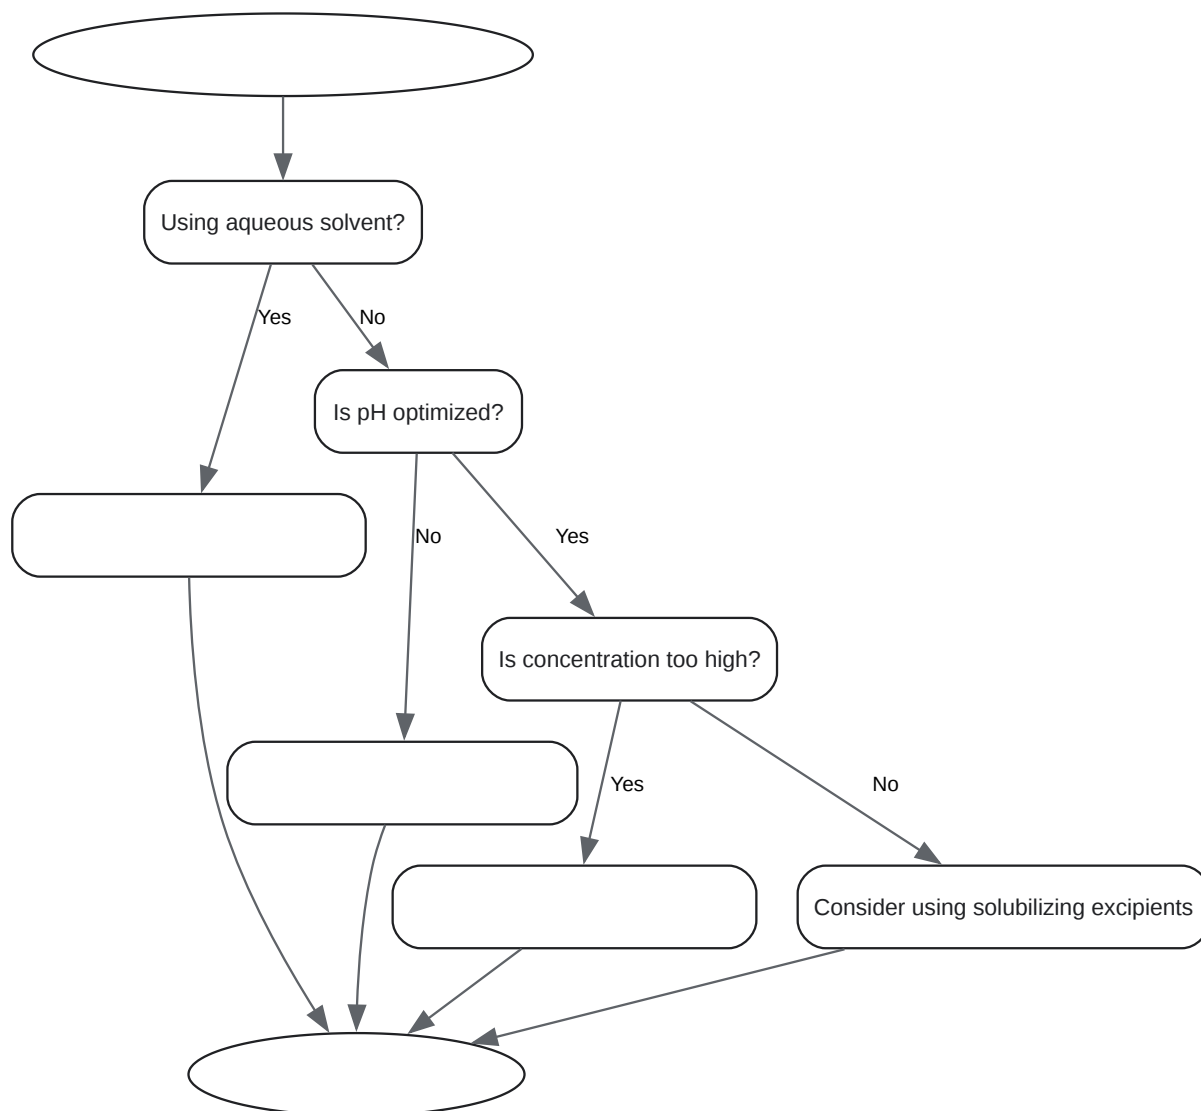 Using aqueous solvent?
Yes
No
Is pH optimized?
No
Yes
Is concentration too high?
Yes
No
Consider using solubilizing excipients